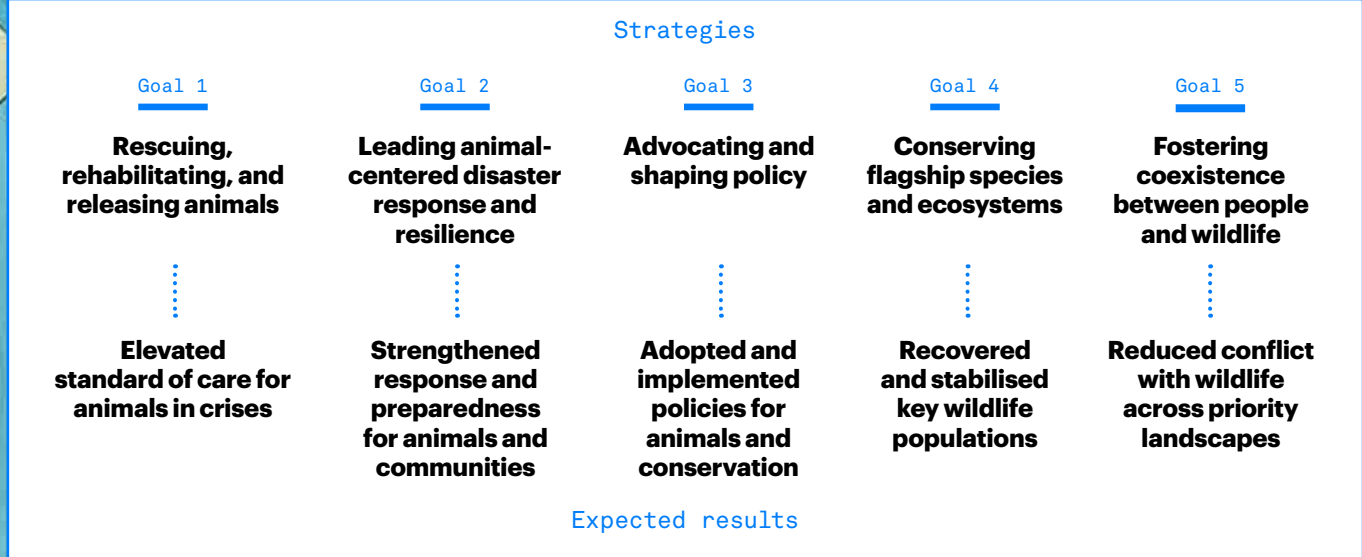 Strategies
Goal 1
Rescuing,
rehabilitating, and
releasing animals
Elevated
standard of care for
animals in crises
Goal 2
Leading animal-
centered disaster
response and
resilience
Strengthened
response and
preparedness
for animals and
communities
Goal 3
Advocating and
shaping policy
Adopted and
implemented
policies for
animals and
conservation
Goal 4
Conserving
flagship species
and ecosystems
Recovered
and stabilised
key wildlife
populations
Goal 5
Fostering
coexistence
between people
and wildlife
Reduced conflict
with wildlife
across priority
landscapes
Expected results